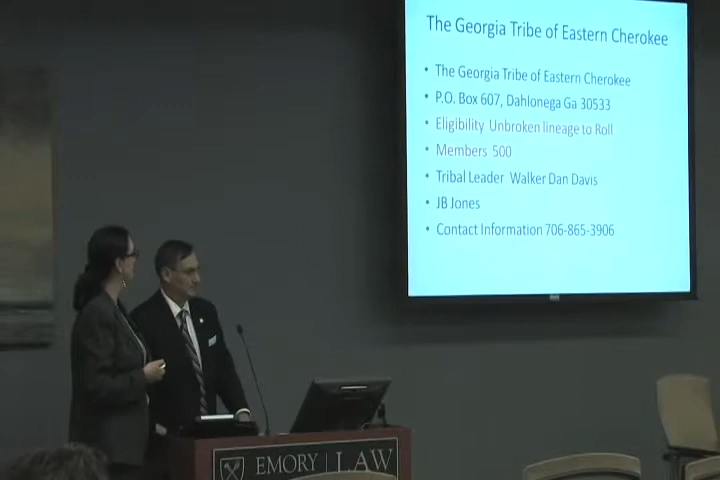 The Georgia Tribe of Eastern Cherokee
• The Georgia Tribe of Eastern Cherokee
• P.O. Box 607, Dahlonega Ga 30533
• Eligibility Unbroken lineage to Roll
• Members 500
• Tribal Leader Walker Dan Davis
• JB Jones
• Contact Information 706-865-3906
EMORY | LAW